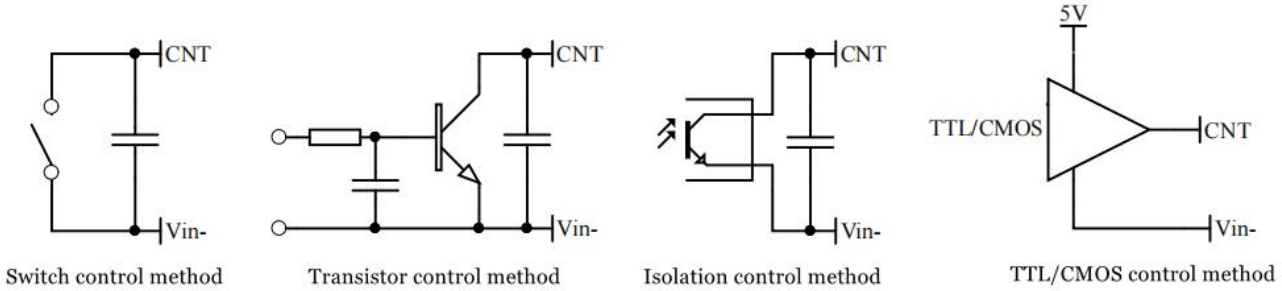 5V
CNT
CNT
CNT
TTL/CMOS
CNT
Vin-
Vin-
Vin-
Vin-
Switch control method
Transistor control method
Isolation control method
TTL/CMOS control method